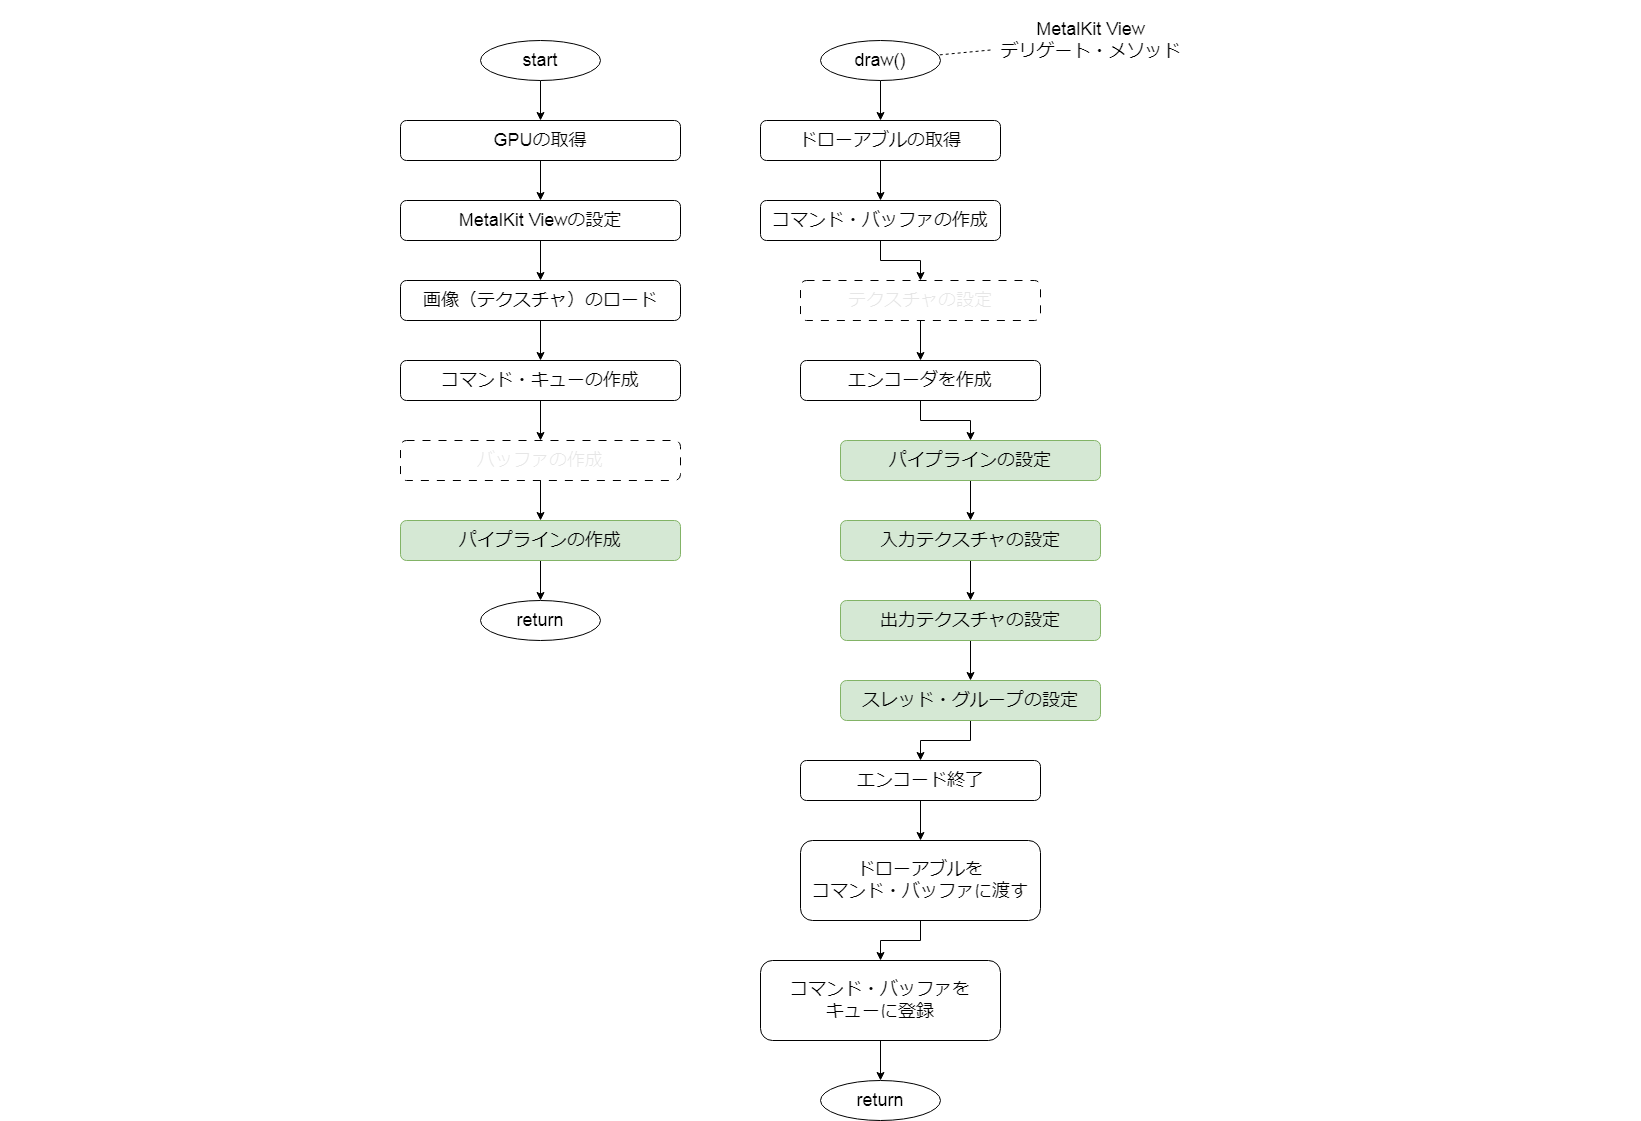 start
GPUの取得
MetalKit Viewの設定
画像（テクスチャ）のロード
コマンド・キューの作成
バッファの作成
パイプラインの作成
return
MetalKit View
デリゲート・メソッド
draw()
ドローアブルの取得
コマンド・バッファの作成
テクスチャの設定
エンコーダを作成
パイプラインの設定
入力テクスチャの設定
出力テクスチャの設定
スレッド・グループの設定
エンコード終了
ドローアブルを
コマンド・バッファに渡す
コマンド・バッファを
キューに登録
return